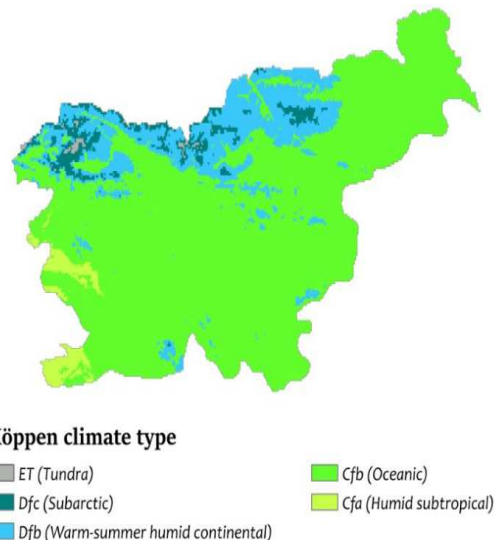 öppen climate type
ET (Tundra)
Dfc (Subarctic)
Dfb (Warm-summer humid continental)
Cfb (Oceanic)
Cfa (Humid subtropical)